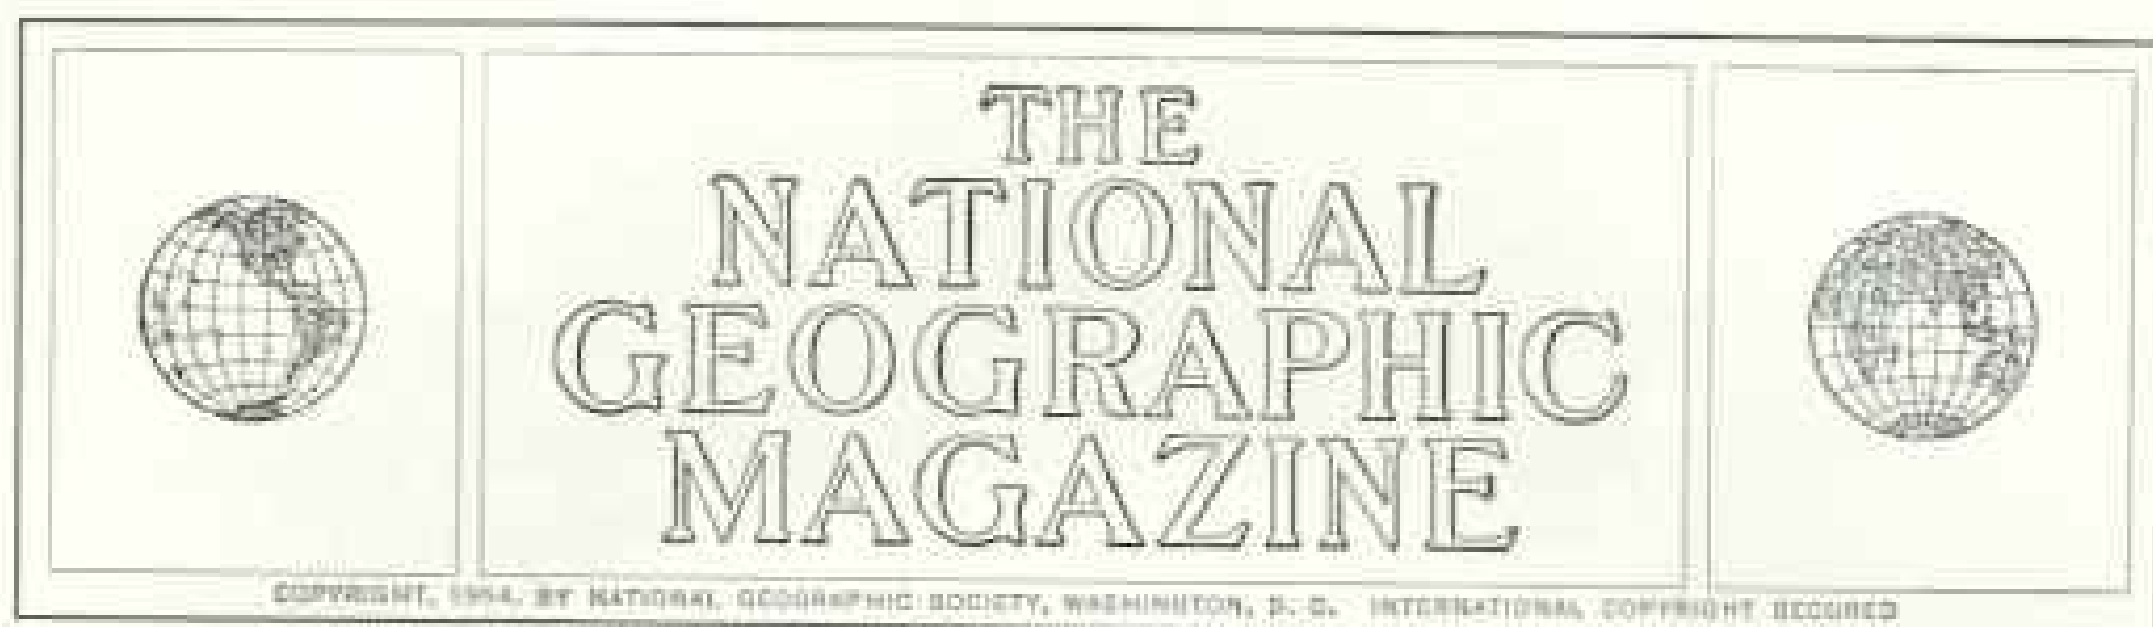 THE
NATIONAL
GEOGRAPHIC
MAGAZINE
COPYRIGHT, BY NATIONAL GEOGRAPHIC SOCIETY, WASHINGTON, D. C. INTERNATIONAL COPYRIGHT SECURED